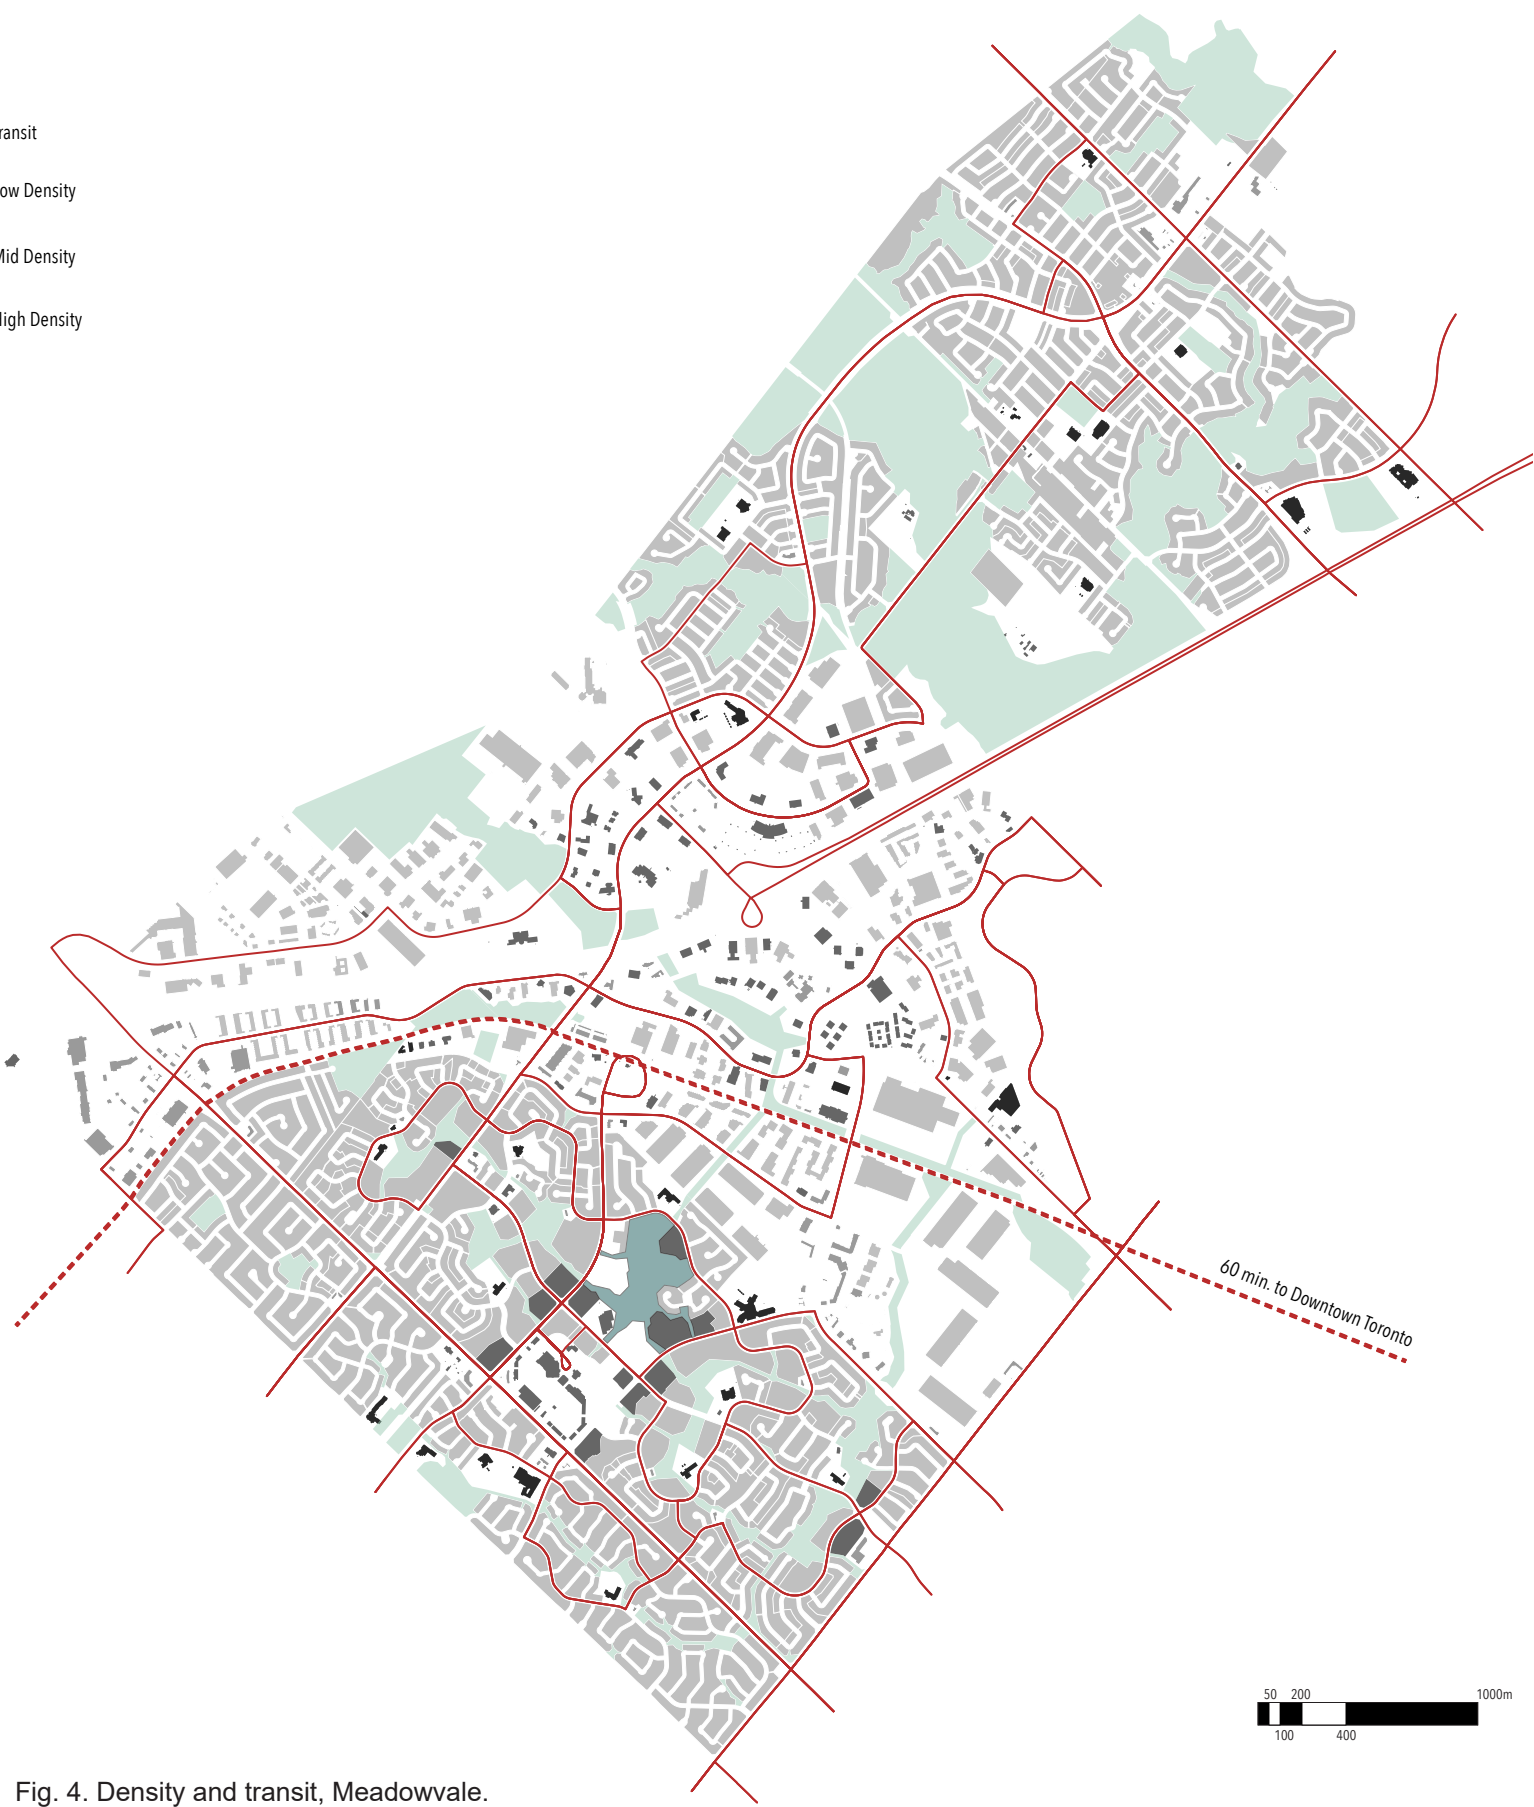 ransit
ow Density
Mid Density
High Density
60 min. to Downtown Toronto
50 200 1000m
100 400
Fig. 4. Density and transit, Meadowvale.